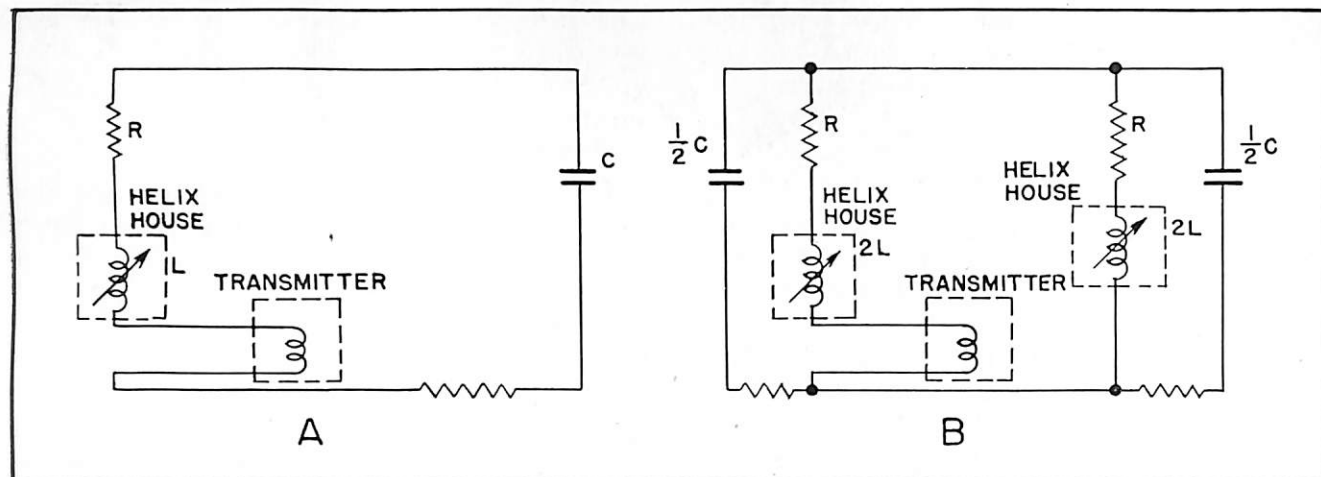 R
C
HELIX
HOUSE
L
TRANSMITTER
A
1/2 C
R
HELIX
HOUSE
2L
TRANSMITTER
R
HELIX
HOUSE
2L
1/2 C
B